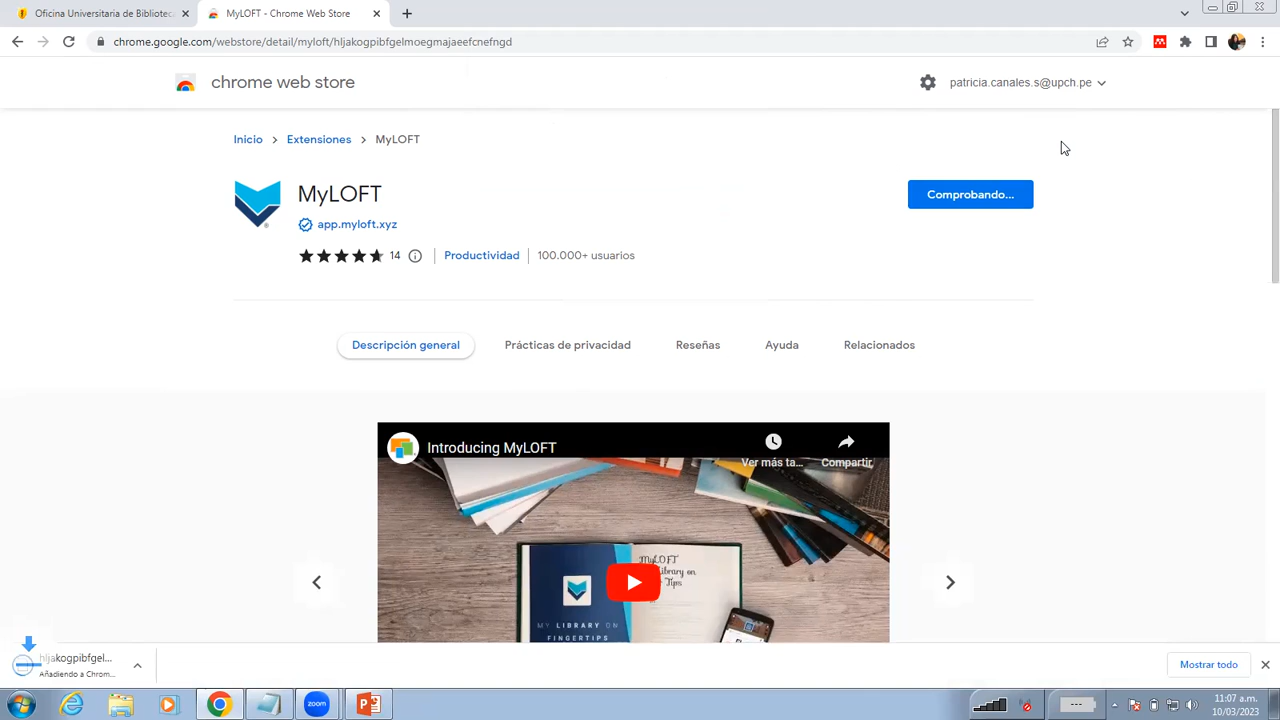 Oficina Universitaria de Bibliotec
MyLOFT - Chrome Web Store
chrome.google.com/webstore/detail/myloft/hljakogpibfgelmoegmajaeefcnefngd
chrome web store
patricia.canales.s@upch.pe
Inicio
Extensiones
MyLOFT
MyLOFT
Comprobando...
app.myloft.xyz
14
Productividad
100.000+ usuarios
Descripción general
Prácticas de privacidad
Reseñas
Ayuda
Relacionados
Introducing MyLOFT
Ver más ta...
Compartir
MyLOFT
MY LIBRARY ON
FINGERTIPS
hljakogpibfgel...
Añadiendo a Chrom...
Mostrar todo
zoom
11:07 a.m.
10/03/2023